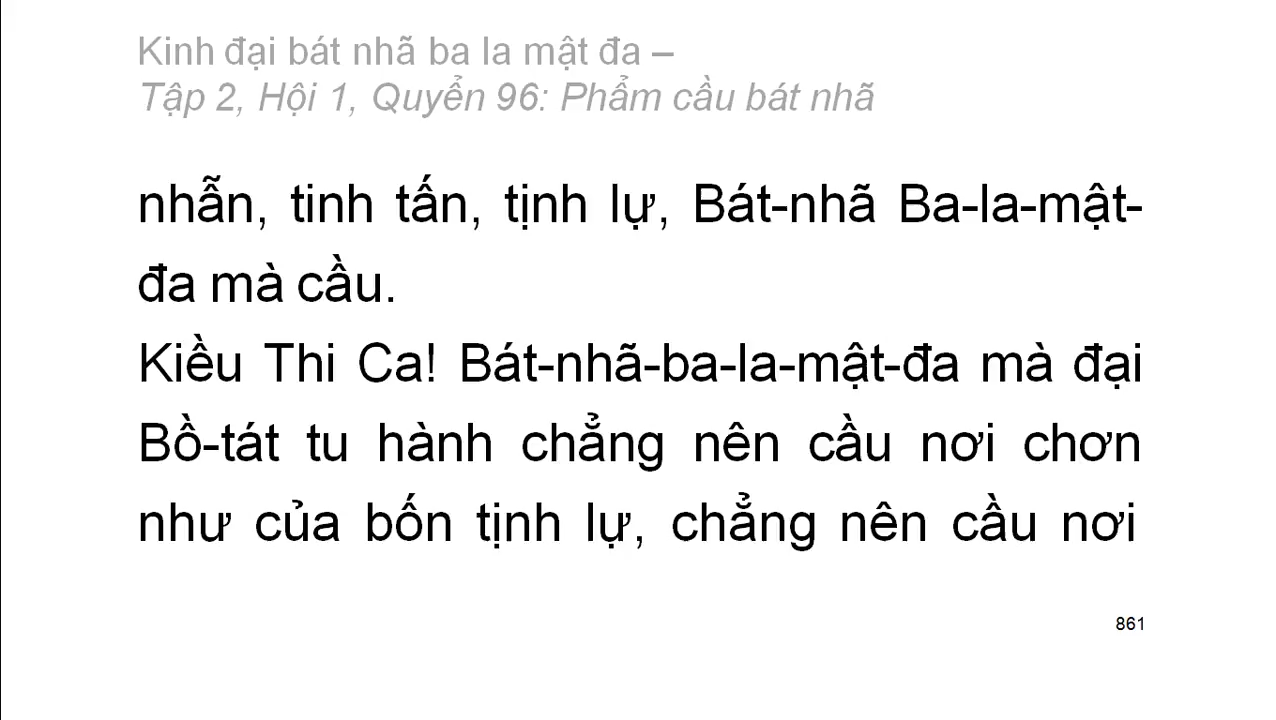 Kinh đại bát nhã ba la mật đa –
Tập 2, Hội 1, Quyển 96: Phẩm cầu bát nhã
nhẫn, tinh tấn, tịnh lự, Bát-nhã Ba-la-mật-
đa mà cầu.
Kiều Thi Ca! Bát-nhã-ba-la-mật-đa mà đại
Bồ-tát tu hành chẳng nên cầu nơi chơn
như của bốn tịnh lự, chẳng nên cầu nơi
861